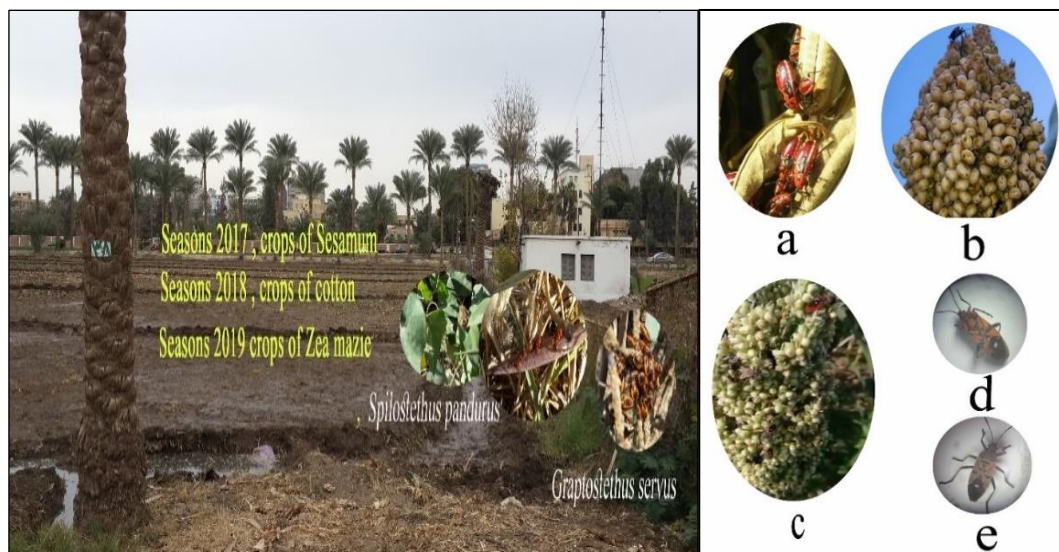 Seasons 2017 , crops of Sesamum
Seasons 2018 , crops of cotton
Seasons 2019 crops of Zea mazie
, Spilostethus pandurus
Graptostethus servus
a
b
c
d
e